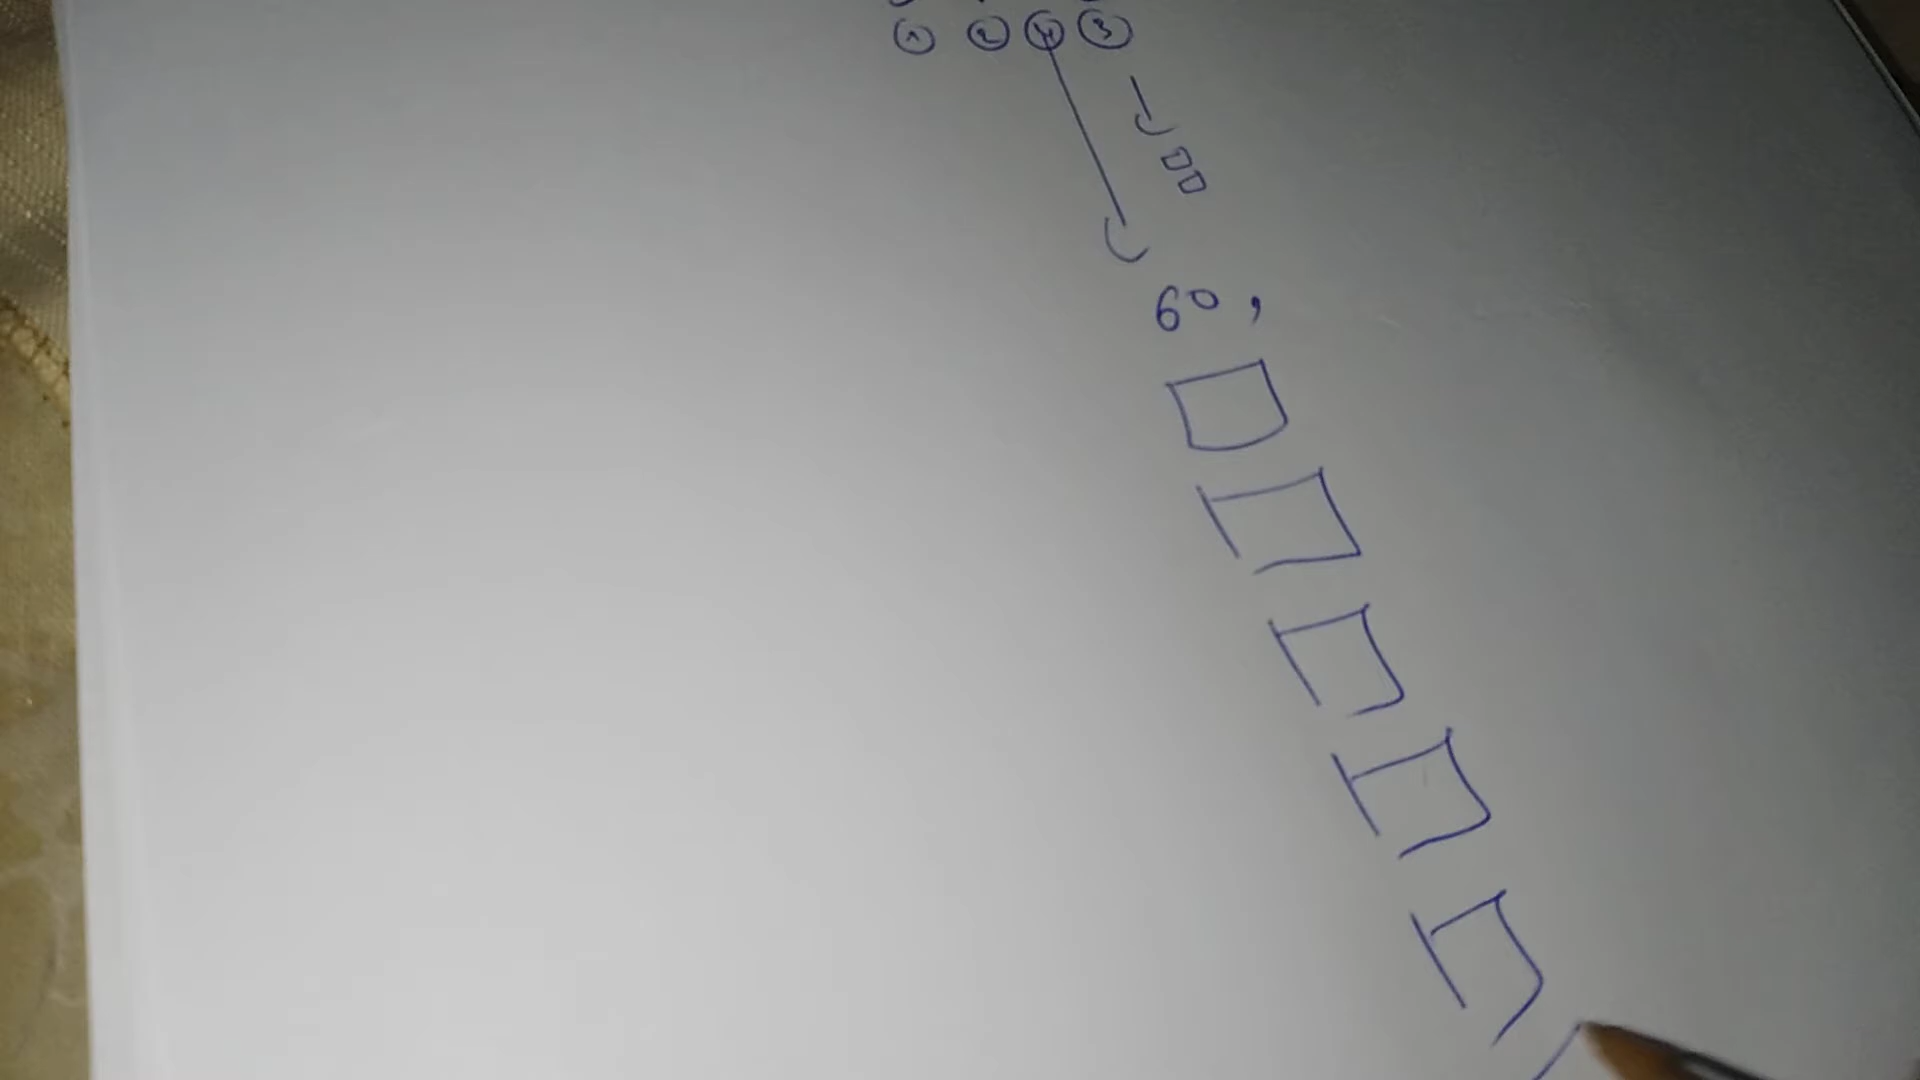 ① ② ④ ③
60,